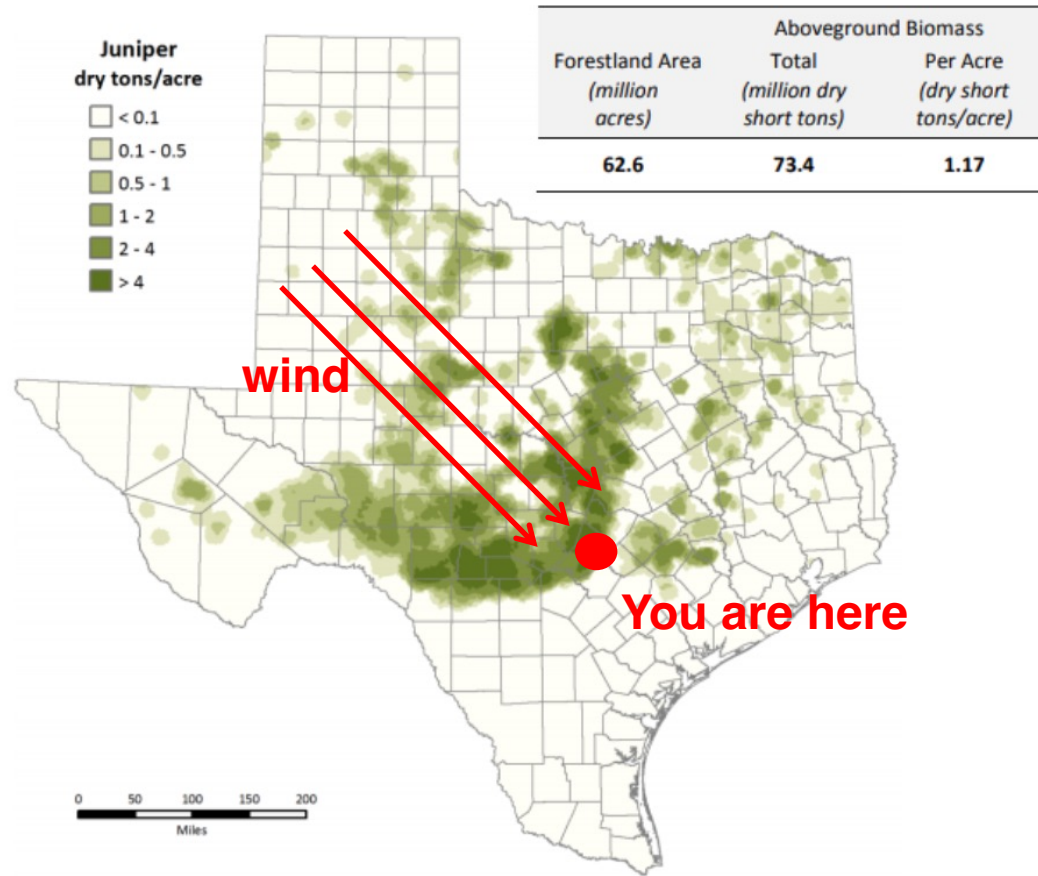 Juniper
dry tons/acre
< 0.1
0.1 - 0.5
0.5 - 1
1 - 2
2 - 4
> 4
Aboveground Biomass
Forestland Area Total Per Acre
(million (million dry (dry short
acres) short tons) tons/acre)
62.6 73.4 1.17
wind
You are here
0 50 100 150 200
Miles